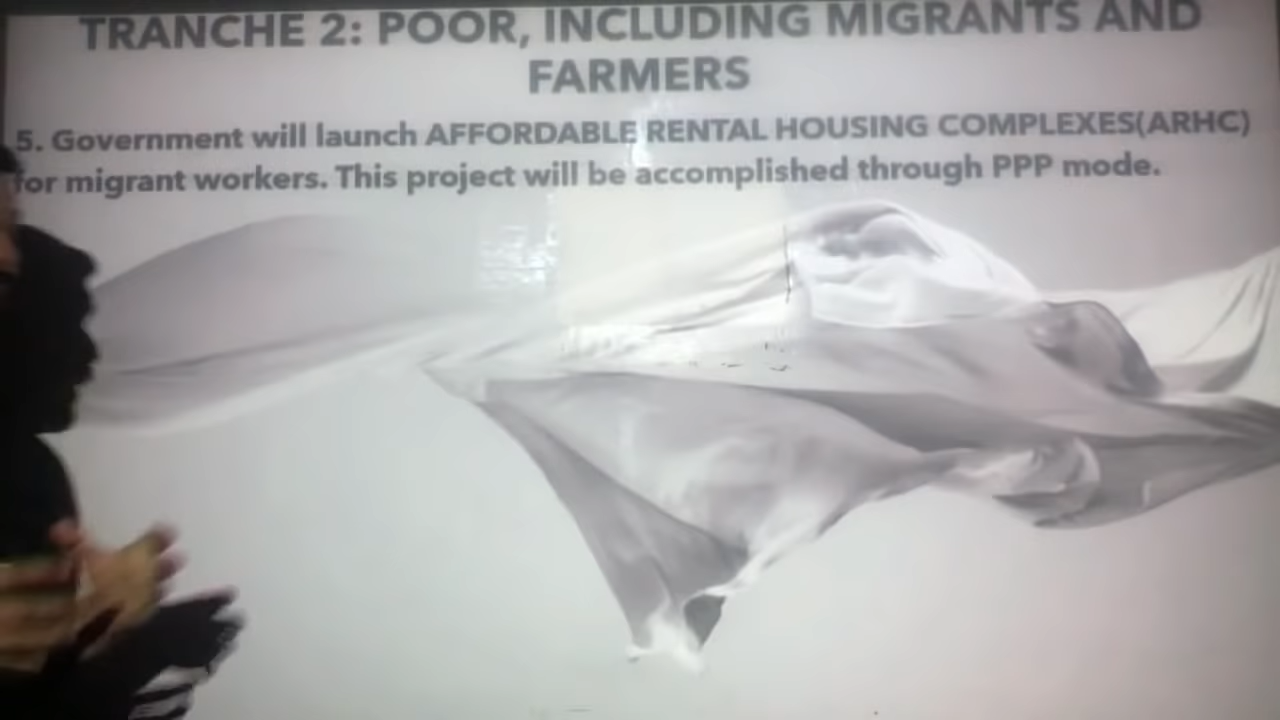 TRANCHE 2: POOR, INCLUDING MIGRANTS AND
FARMERS
5. Government will launch AFFORDABLE RENTAL HOUSING COMPLEXES(ARHC)
for migrant workers. This project will be accomplished through PPP mode.